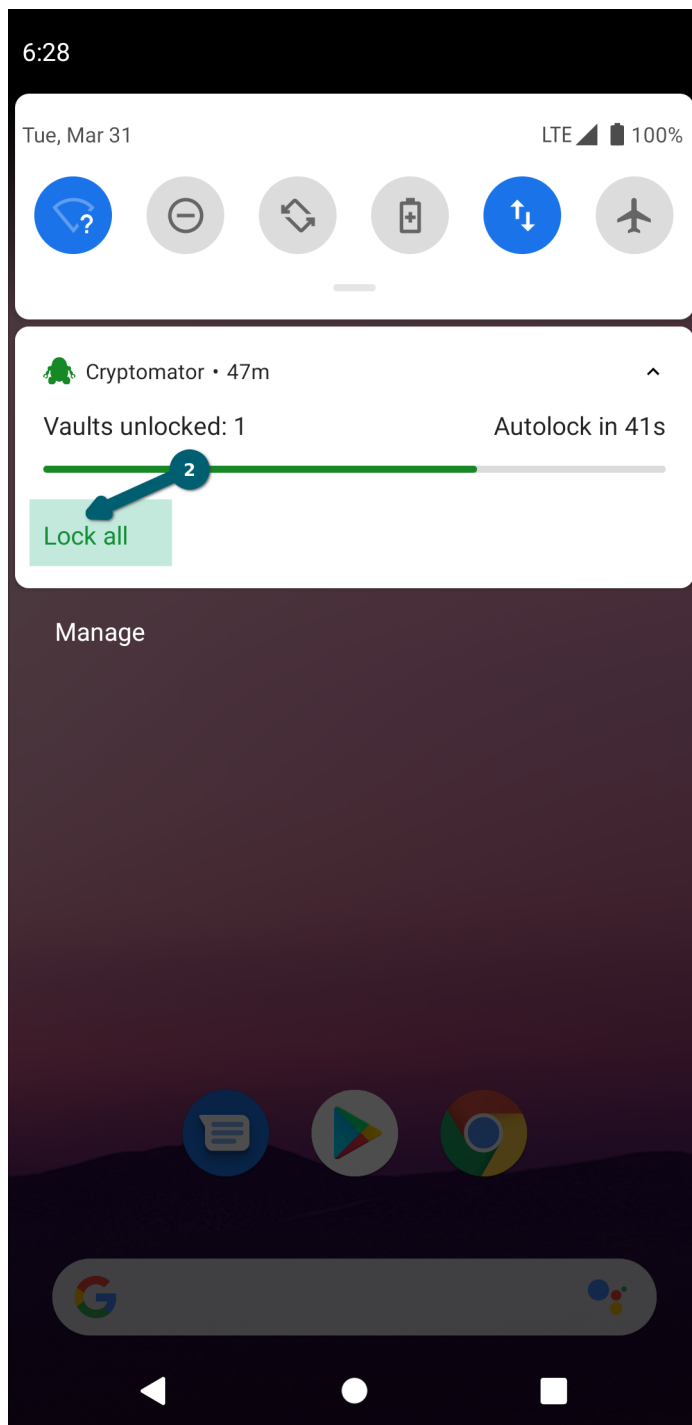 6:28
Tue, Mar 31 LTE 100%
?
Cryptomator • 47m
Vaults unlocked: 1 Autolock in 41s
2
Lock all
Manage
G